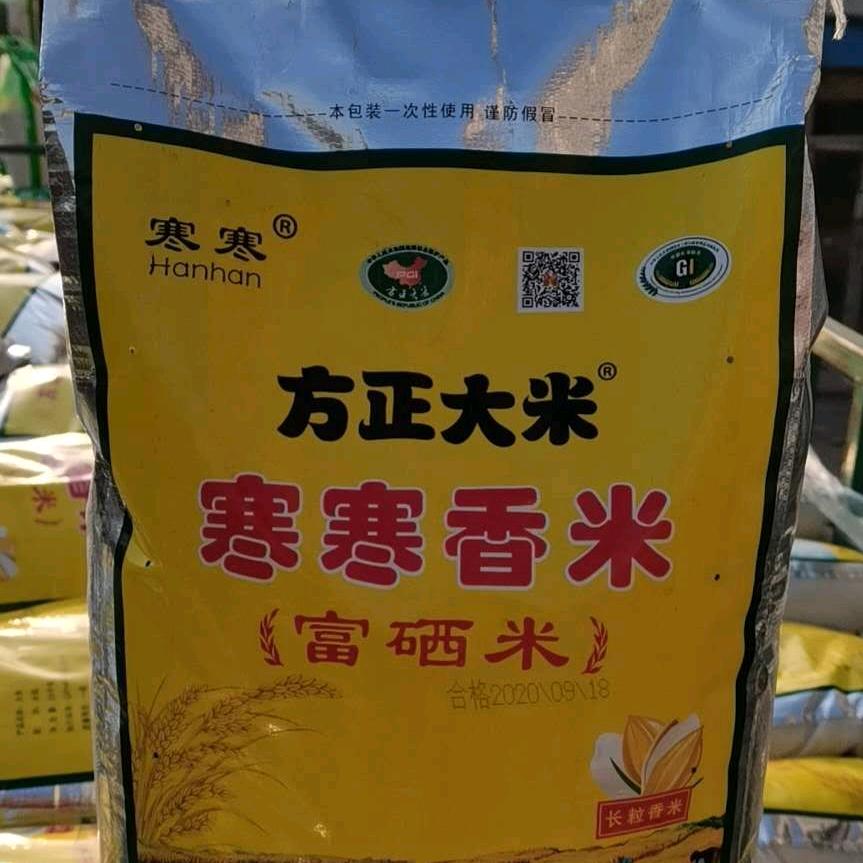 本包装一次性使用 谨防假冒
寒寒®
Hanhan
PGI
GI
方正大米®
寒寒香米
富硒米
合格2020\09\18
长粒香米